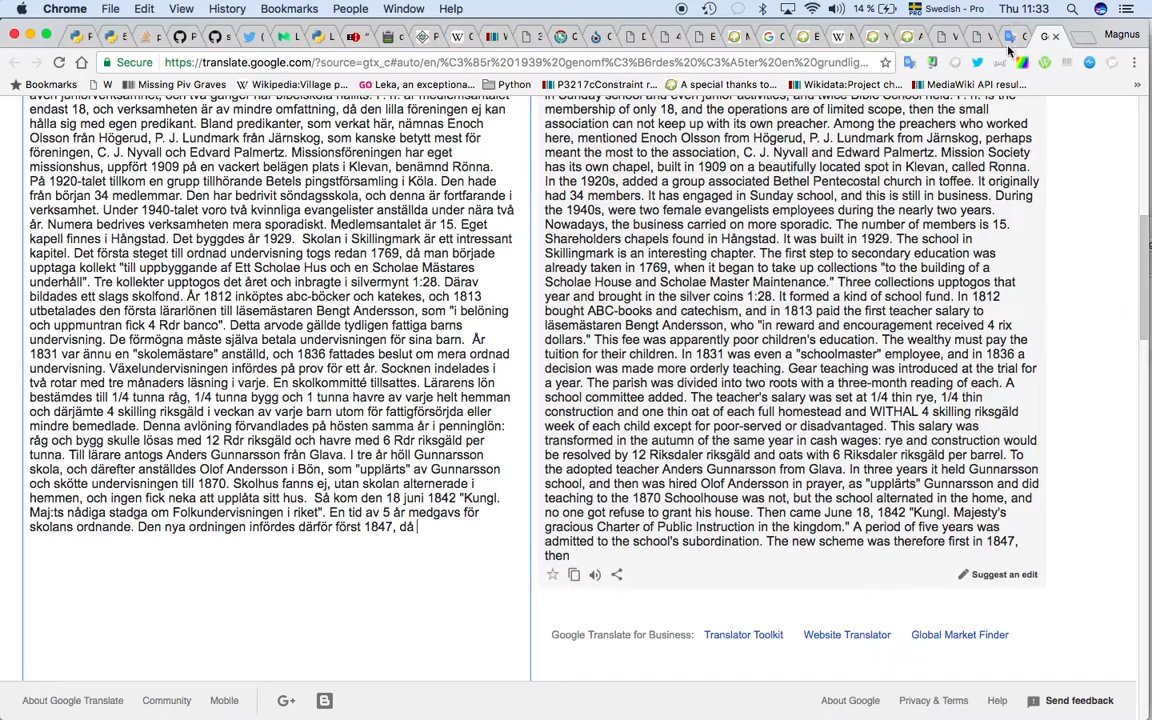 Chrome File Edit View History Bookmarks People Window Help 14 % Swedish - Pro Thu 11:33
Magnus
Secure https://translate.google.com/?source=gtx_c#auto/en/%C3%85r%201939%20genomf%C3%B6rdes%20%C3%A5ter%20en%20grundlig...
Bookmarks W Missing Piv Graves Wikipedia:Village p... Leka, an exceptiona... Python P3217cConstraint r... A special thanks to... Wikidata:Project ch... MediaWiki API resul...
endast 18, och verksamheten är av mindre omfattning, då den lilla föreningen ej kan
hålla sig med egen predikant. Bland predikanter, som verkat här, nämnas Enoch
Olsson från Högerud, P. J. Lundmark från Järnskog, som kanske betytt mest för
föreningen, C. J. Nyvall och Edvard Palmertz. Missionsföreningen har eget
missionshus, uppfört 1909 på en vackert belägen plats i Klevan, benämnd Rönna.
På 1920-talet tillkom en grupp tillhörande Betels pingstförsamling i Köla. Den hade
från början 34 medlemmar. Den har bedrivit söndagsskola, och denna är fortfarande i
verksamhet. Under 1940-talet voro två kvinnliga evangelister anställda under nära två
år. Numera bedrives verksamheten mera sporadiskt. Medlemsantalet är 15. Eget
kapell finnes i Hångstad. Det byggdes år 1929. Skolan i Skillingmark är ett intressant
kapitel. Det första steget till ordnad undervisning togs redan 1769, då man började
upptaga kollekt "till uppbyggande af Ett Scholae Hus och en Scholae Mästares
underhåll". Tre kollekter upptogos det året och inbragte i silvermynt 1:28. Därav
bildades ett slags skolfond. År 1812 inköptes abc-böcker och katekes, och 1813
utbetalades den första lärarlönen till läsemästaren Bengt Andersson, som "i belöning
och uppmuntran fick 4 Rdr banco". Detta arvode gällde tydligen fattiga barns
undervisning. De förmögna måste själva betala undervisningen för sina barn. År
1831 var ännu en "skolemästare" anställd, och 1836 fattades beslut om mera ordnad
undervisning. Växelundervisningen infördes på prov för ett år. Socknen indelades i
två rotar med tre månaders läsning i varje. En skolkommitté tillsattes. Lärarens lön
bestämdes till 1/4 tunna råg, 1/4 tunna bygg och 1 tunna havre av varje helt hemman
och därjämte 4 skilling riksgäld i veckan av varje barn utom för fattigförsörjda eller
mindre bemedlade. Denna avlöning förvandlades på hösten samma år i penninglön:
råg och bygg skulle lösas med 12 Rdr riksgäld och havre med 6 Rdr riksgäld per
tunna. Till lärare antogs Anders Gunnarsson från Glava. I tre år höll Gunnarsson
skola, och därefter anställdes Olof Andersson i Bön, som "upplärts" av Gunnarsson
och skötte undervisningen till 1870. Skolhus fanns ej, utan skolan alternerade i
hemmen, och ingen fick neka att upplåta sitt hus. Så kom den 18 juni 1842 "Kungl.
Maj:ts nådiga stadga om Folkundervisningen i riket". En tid av 5 år medgavs för
skolans ordnande. Den nya ordningen infördes därför först 1847, då
membership of only 18, and the operations are of limited scope, then the small
association can not keep up with its own preacher. Among the preachers who worked
here, mentioned Enoch Olsson from Högerud, P. J. Lundmark from Järnskog, perhaps
meant the most to the association, C. J. Nyvall and Edvard Palmertz. Mission Society
has its own chapel, built in 1909 on a beautifully located spot in Klevan, called Ronna.
In the 1920s, added a group associated Bethel Pentecostal church in toffee. It originally
had 34 members. It has engaged in Sunday school, and this is still in business. During
the 1940s, were two female evangelists employees during the nearly two years.
Nowadays, the business carried on more sporadic. The number of members is 15.
Shareholders chapels found in Hångstad. It was built in 1929. The school in
Skillingmark is an interesting chapter. The first step to secondary education was
already taken in 1769, when it began to take up collections "to the building of a
Scholae House and Scholae Master Maintenance." Three collections upptogos that
year and brought in the silver coins 1:28. It formed a kind of school fund. In 1812
bought ABC-books and catechism, and in 1813 paid the first teacher salary to
läsemästaren Bengt Andersson, who "in reward and encouragement received 4 rix
dollars." This fee was apparently poor children's education. The wealthy must pay the
tuition for their children. In 1831 was even a "schoolmaster" employee, and in 1836 a
decision was made more orderly teaching. Gear teaching was introduced at the trial for
a year. The parish was divided into two roots with a three-month reading of each. A
school committee added. The teacher's salary was set at 1/4 thin rye, 1/4 thin
construction and one thin oat of each full homestead and WITHAL 4 skilling riksgäld
week of each child except for poor-served or disadvantaged. This salary was
transformed in the autumn of the same year in cash wages: rye and construction would
be resolved by 12 Riksdaler riksgäld and oats with 6 Riksdaler riksgäld per barrel. To
the adopted teacher Anders Gunnarsson from Glava. In three years it held Gunnarsson
school, and then was hired Olof Andersson in prayer, as "upplärts" Gunnarsson and did
teaching to the 1870 Schoolhouse was not, but the school alternated in the home, and
no one got refuse to grant his house. Then came June 18, 1842 "Kungl. Majesty's
gracious Charter of Public Instruction in the kingdom." A period of five years was
admitted to the school's subordination. The new scheme was therefore first in 1847,
then
Suggest an edit
Google Translate for Business: Translator Toolkit Website Translator Global Market Finder
About Google Translate Community Mobile G+ B About Google Privacy & Terms Help Send feedback